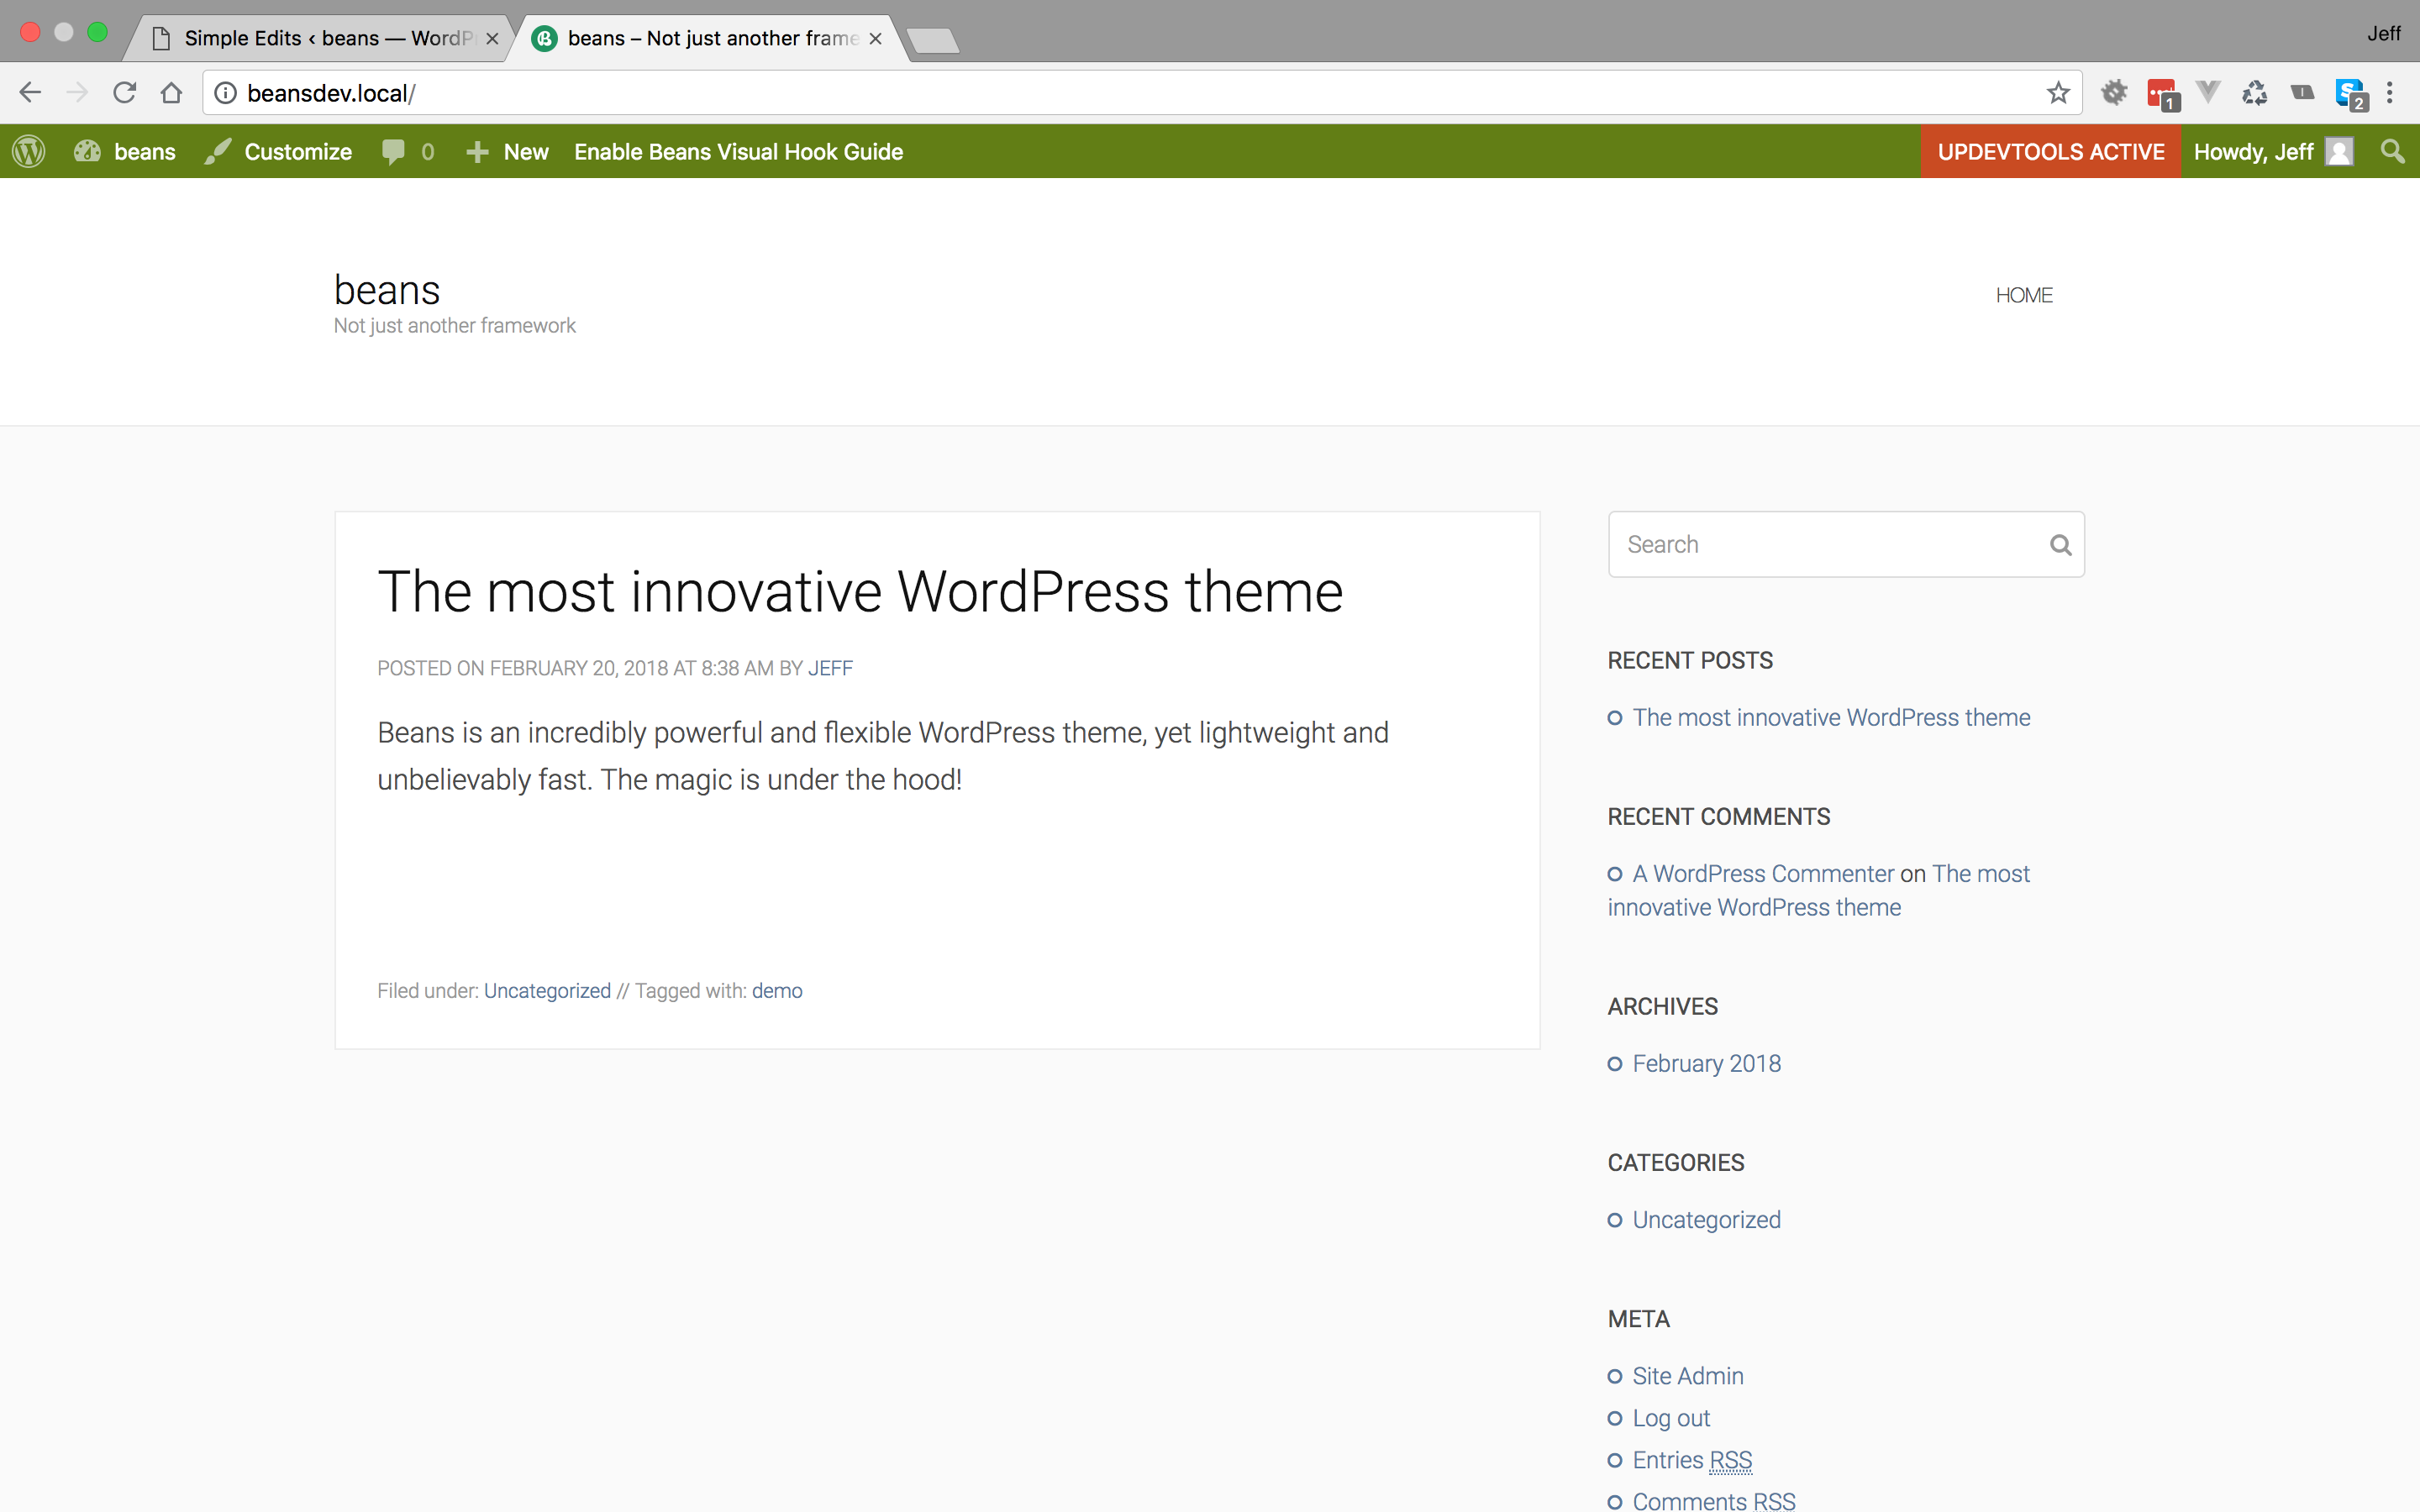 Simple Edits ‹ beans — WordP
beans – Not just another frame
Jeff
beansdev.local/
1
2
beans
Customize
0
New
Enable Beans Visual Hook Guide
UPDEVTOOLS ACTIVE
Howdy, Jeff
beans
Not just another framework
HOME
The most innovative WordPress theme
POSTED ON FEBRUARY 20, 2018 AT 8:38 AM BY JEFF
Beans is an incredibly powerful and flexible WordPress theme, yet lightweight and
unbelievably fast. The magic is under the hood!
Filed under: Uncategorized // Tagged with: demo
Search
RECENT POSTS
The most innovative WordPress theme
RECENT COMMENTS
A WordPress Commenter on The most
innovative WordPress theme
ARCHIVES
February 2018
CATEGORIES
Uncategorized
META
Site Admin
Log out
Entries RSS
Comments RSS